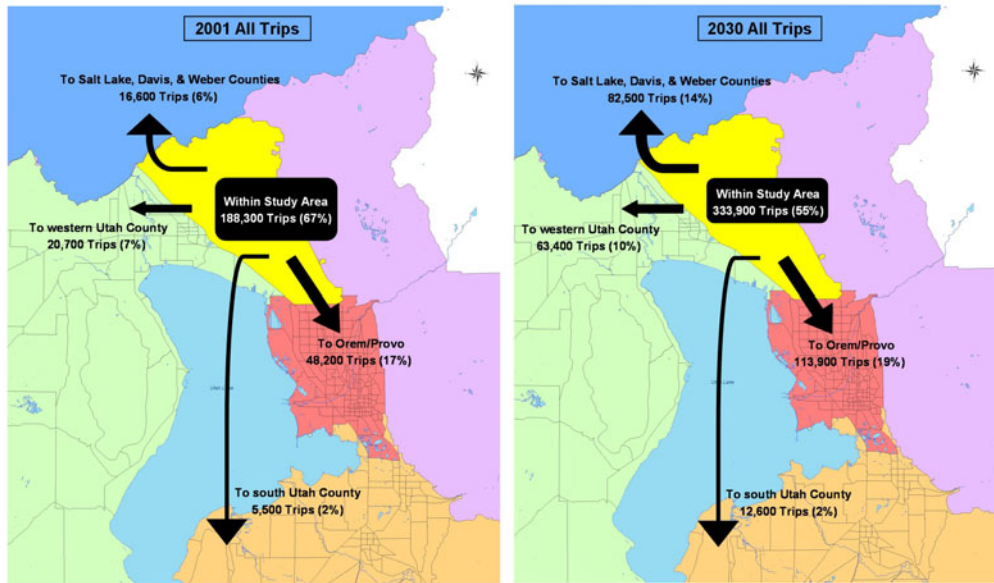 2001 All Trips
To Salt Lake, Davis, & Weber Counties
16,600 Trips (6%)
Within Study Area
188,300 Trips (67%)
To western Utah County
20,700 Trips (7%)
To Orem/Provo
48,200 Trips (17%)
Utah Lake
To south Utah County
5,500 Trips (2%)
2030 All Trips
To Salt Lake, Davis, & Weber Counties
82,500 Trips (14%)
Within Study Area
333,900 Trips (55%)
To western Utah County
63,400 Trips (10%)
To Orem/Provo
113,900 Trips (19%)
Utah Lake
To south Utah County
12,600 Trips (2%)